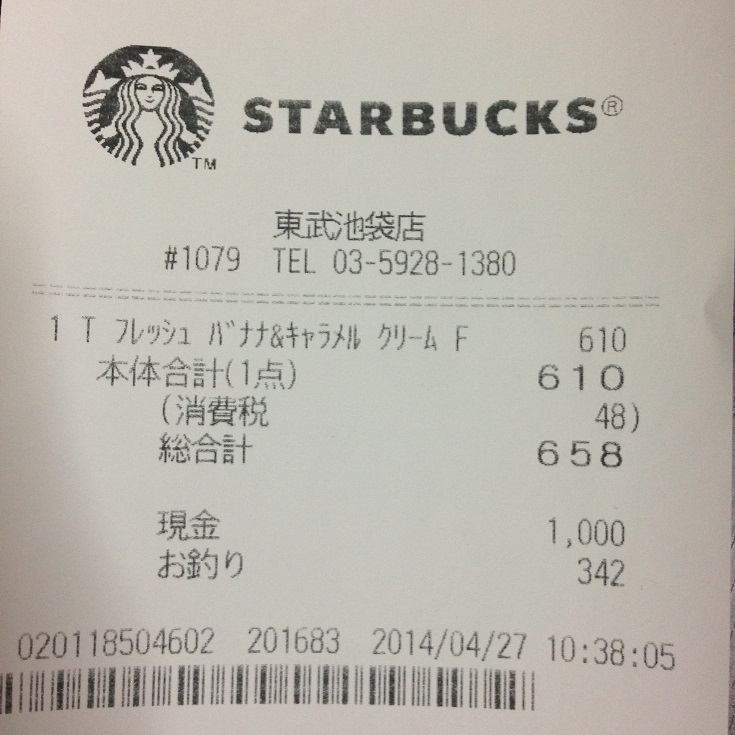 STARBUCKS®
TM
東武池袋店
#1079 TEL 03-5928-1380
1 T フレッシュ バナナ&キャラメル クリーム F 610
本体合計(1点) 610
(消費税 48)
総合計 658
現金 1,000
お釣り 342
020118504602 201683 2014/04/27 10:38:05